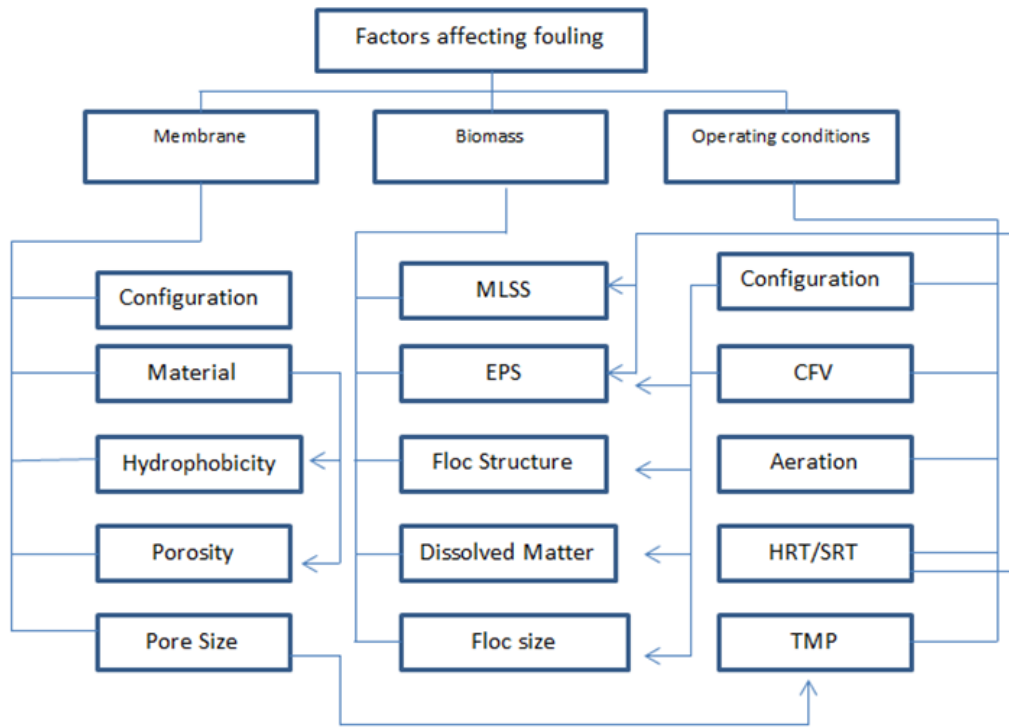 Factors affecting fouling
Membrane
Biomass
Operating conditions
Configuration
Material
Hydrophobicity
Porosity
Pore Size
MLSS
EPS
Floc Structure
Dissolved Matter
Floc size
Configuration
CFV
Aeration
HRT/SRT
TMP